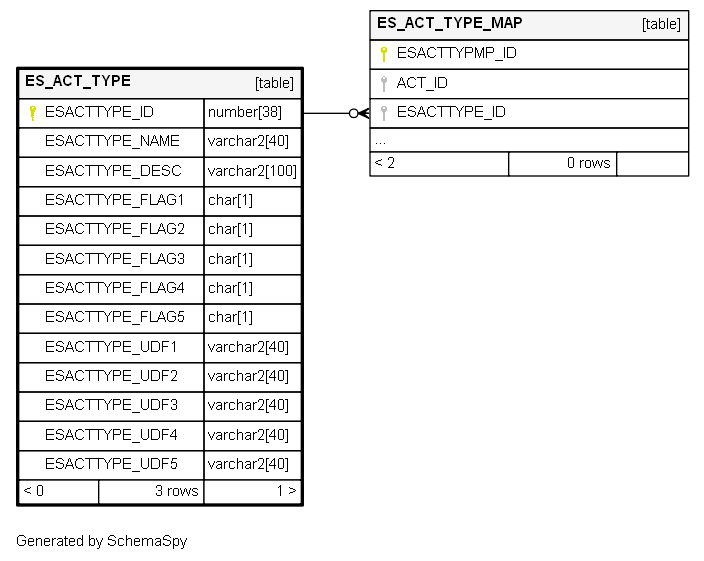 ES_ACT_TYPE_MAP [table]
ESACTTYPMP_ID
ACT_ID
ESACTTYPE_ID
...
< 2 0 rows
ES_ACT_TYPE [table]
ESACTTYPE_ID number[38]
ESACTTYPE_NAME varchar2[40]
ESACTTYPE_DESC varchar2[100]
ESACTTYPE_FLAG1 char[1]
ESACTTYPE_FLAG2 char[1]
ESACTTYPE_FLAG3 char[1]
ESACTTYPE_FLAG4 char[1]
ESACTTYPE_FLAG5 char[1]
ESACTTYPE_UDF1 varchar2[40]
ESACTTYPE_UDF2 varchar2[40]
ESACTTYPE_UDF3 varchar2[40]
ESACTTYPE_UDF4 varchar2[40]
ESACTTYPE_UDF5 varchar2[40]
< 0 3 rows 1 >
Generated by SchemaSpy